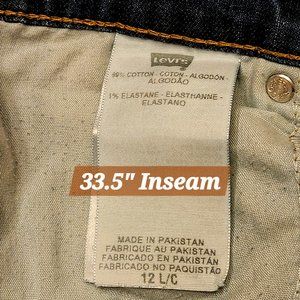 Levi's
99% COTTON - COTON - ALGODÓN -
ALGODÃO
1% ELASTANE - ELASTHANNE -
ELASTANO
33.5" Inseam
MADE IN PAKISTAN
FABRIQUE AU PAKISTAN
FABRICADO EN PAKISTÁN
FABRICADO NO PAQUISTÃO
12 L/C